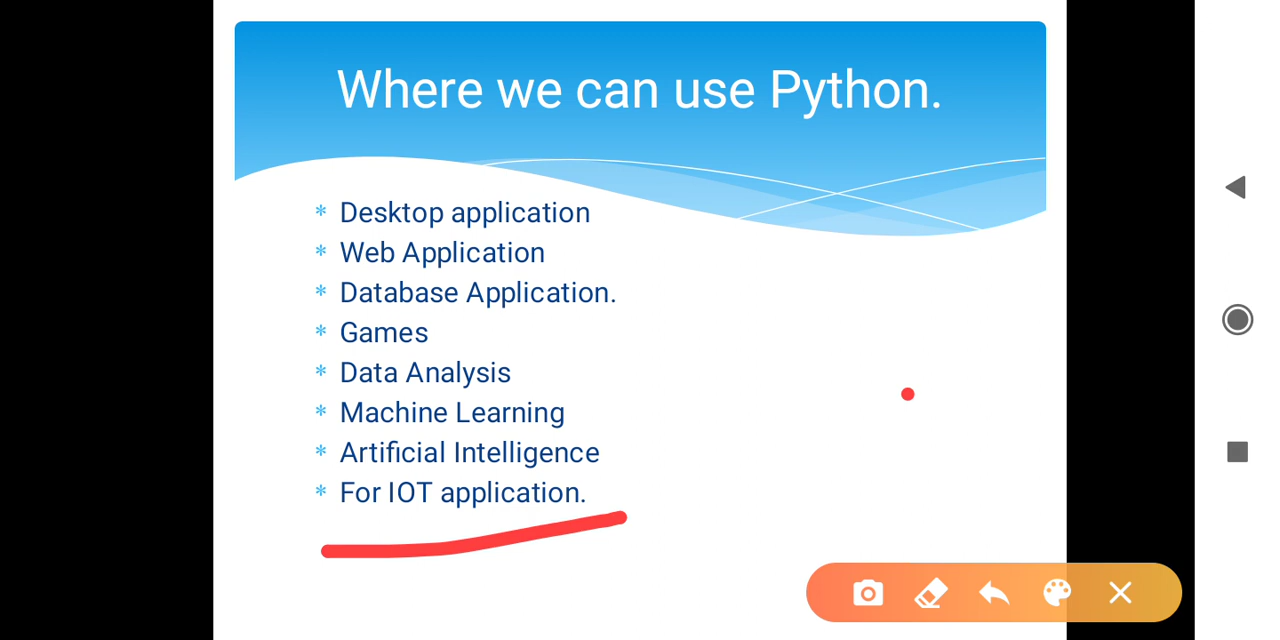 Where we can use Python.
* Desktop application
* Web Application
* Database Application.
* Games
* Data Analysis
* Machine Learning
* Artificial Intelligence
* For IOT application.